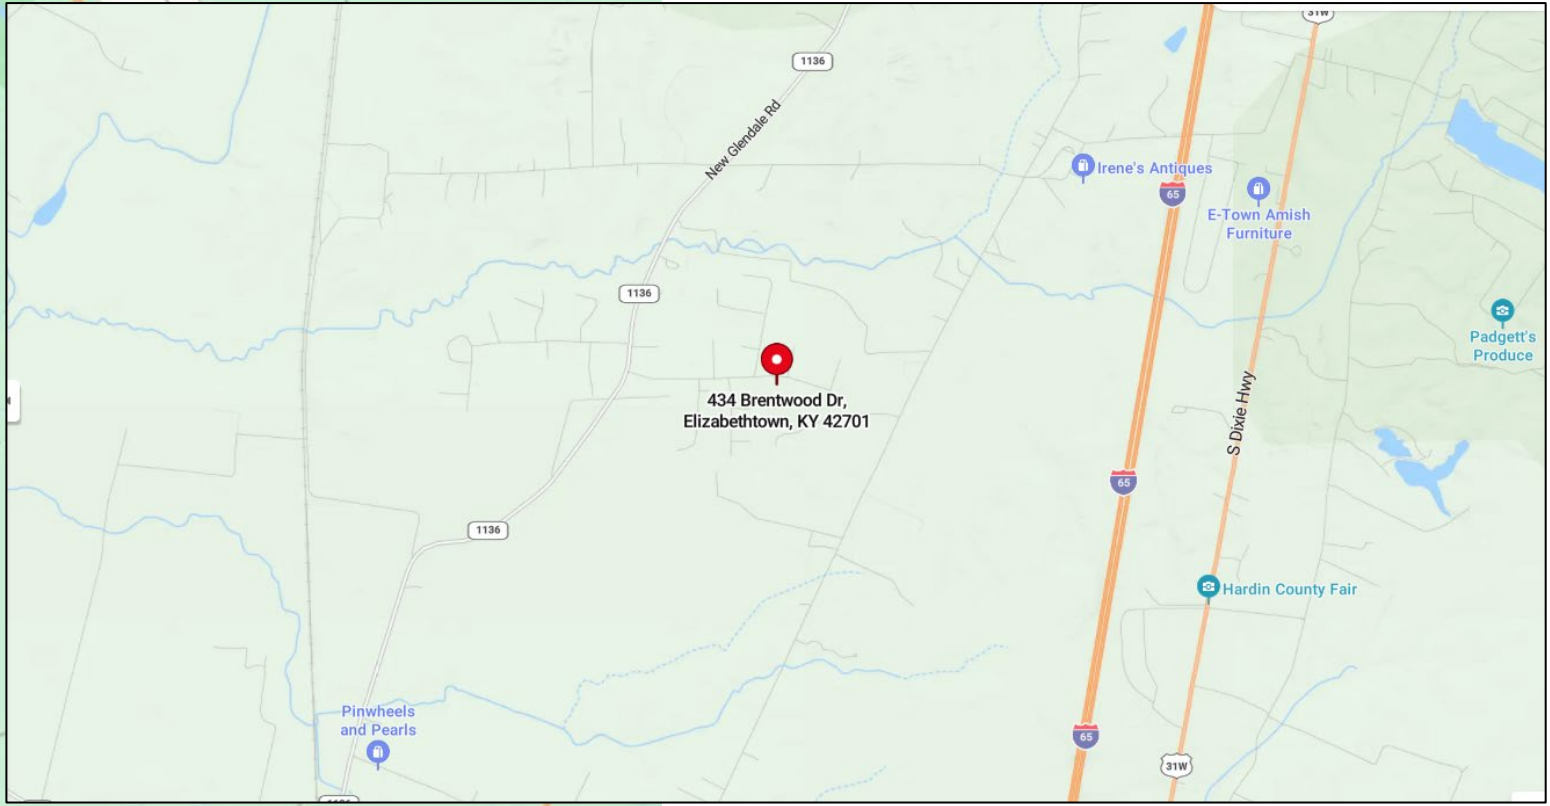 31W
1136
New Glendale Rd
Irene's Antiques
65
E-Town Amish
Furniture
1136
Padgett's
Produce
434 Brentwood Dr,
Elizabethtown, KY 42701
S Dixie Hwy
65
1136
Hardin County Fair
Pinwheels
and Pearls
65
31W